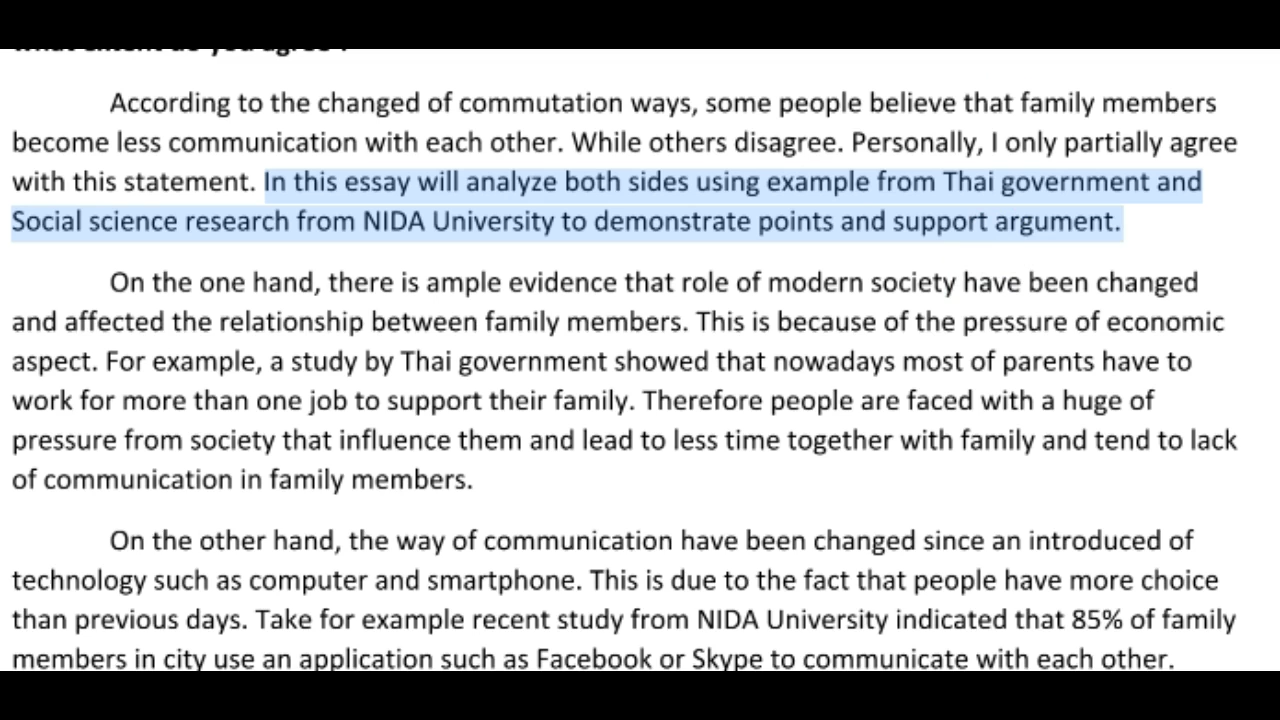 what extent do you agree?
According to the changed of commutation ways, some people believe that family members
become less communication with each other. While others disagree. Personally, I only partially agree
with this statement. In this essay will analyze both sides using example from Thai government and
Social science research from NIDA University to demonstrate points and support argument.
On the one hand, there is ample evidence that role of modern society have been changed
and affected the relationship between family members. This is because of the pressure of economic
aspect. For example, a study by Thai government showed that nowadays most of parents have to
work for more than one job to support their family. Therefore people are faced with a huge of
pressure from society that influence them and lead to less time together with family and tend to lack
of communication in family members.
On the other hand, the way of communication have been changed since an introduced of
technology such as computer and smartphone. This is due to the fact that people have more choice
than previous days. Take for example recent study from NIDA University indicated that 85% of family
members in city use an application such as Facebook or Skype to communicate with each other.